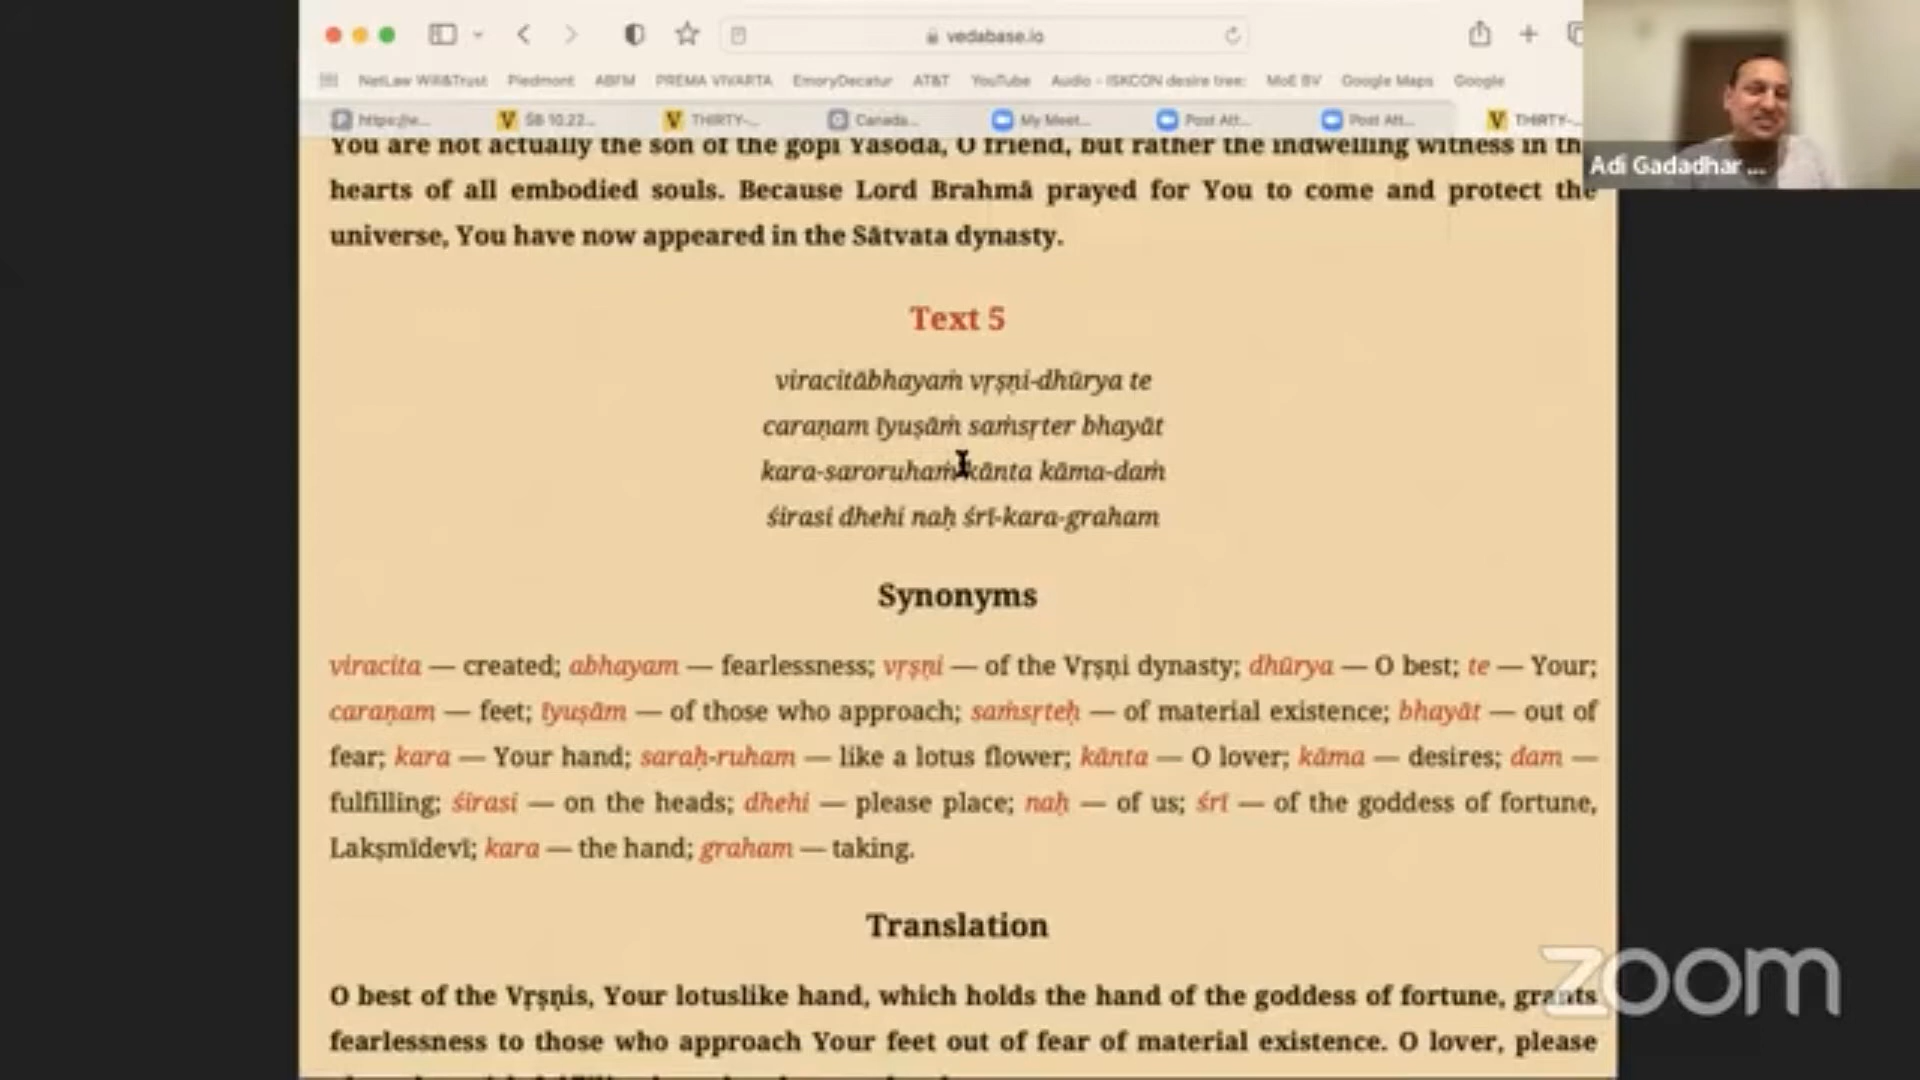 vedabase.io
NetLaw Will&Trust Piedmont ABFM PREMA VIVARTA EmoryDecatur AT&T YouTube Audio - ISKCON desire tree: MoE BV Google Maps Google
https://e... SB 10.22... THIRTY-... Canada... My Meet... Post Att... Post Att... THIRTY-...
Adi Gadadhar ...
You are not actually the son of the gopī Yaśodā, O friend, but rather the indwelling witness in th
hearts of all embodied souls. Because Lord Brahmā prayed for You to come and protect the
universe, You have now appeared in the Sātvata dynasty.
Text 5
viracitābhayaṁ vṛṣṇi-dhūrya te
caraṇam īyuṣāṁ saṁsṛter bhayāt
kara-saroruhaṁ kānta kāma-daṁ
śirasi dhehi naḥ śrī-kara-graham
Synonyms
viracita — created; abhayam — fearlessness; vṛṣṇi — of the Vṛṣṇi dynasty; dhūrya — O best; te — Your;
caraṇam — feet; īyuṣām — of those who approach; saṁsṛteḥ — of material existence; bhayāt — out of
fear; kara — Your hand; saraḥ-ruham — like a lotus flower; kānta — O lover; kāma — desires; dam —
fulfilling; śirasi — on the heads; dhehi — please place; naḥ — of us; śrī — of the goddess of fortune,
Lakṣmīdevī; kara — the hand; graham — taking.
Translation
O best of the Vṛṣṇis, Your lotuslike hand, which holds the hand of the goddess of fortune, grants
fearlessness to those who approach Your feet out of fear of material existence. O lover, please
zoom